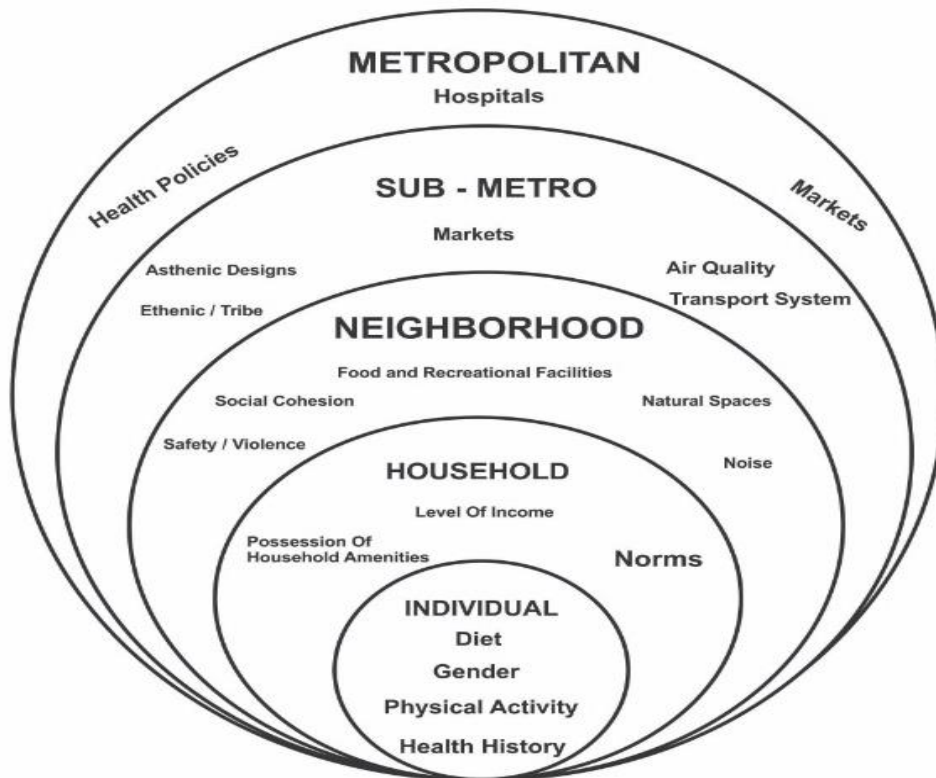 METROPOLITAN
Hospitals
Health Policies
Markets
SUB - METRO
Markets
Asthenic Designs
Air Quality
Ethenic / Tribe
Transport System
NEIGHBORHOOD
Food and Recreational Facilities
Social Cohesion
Natural Spaces
Safety / Violence
Noise
HOUSEHOLD
Level Of Income
Possession Of
Household Amenities
Norms
INDIVIDUAL
Diet
Gender
Physical Activity
Health History